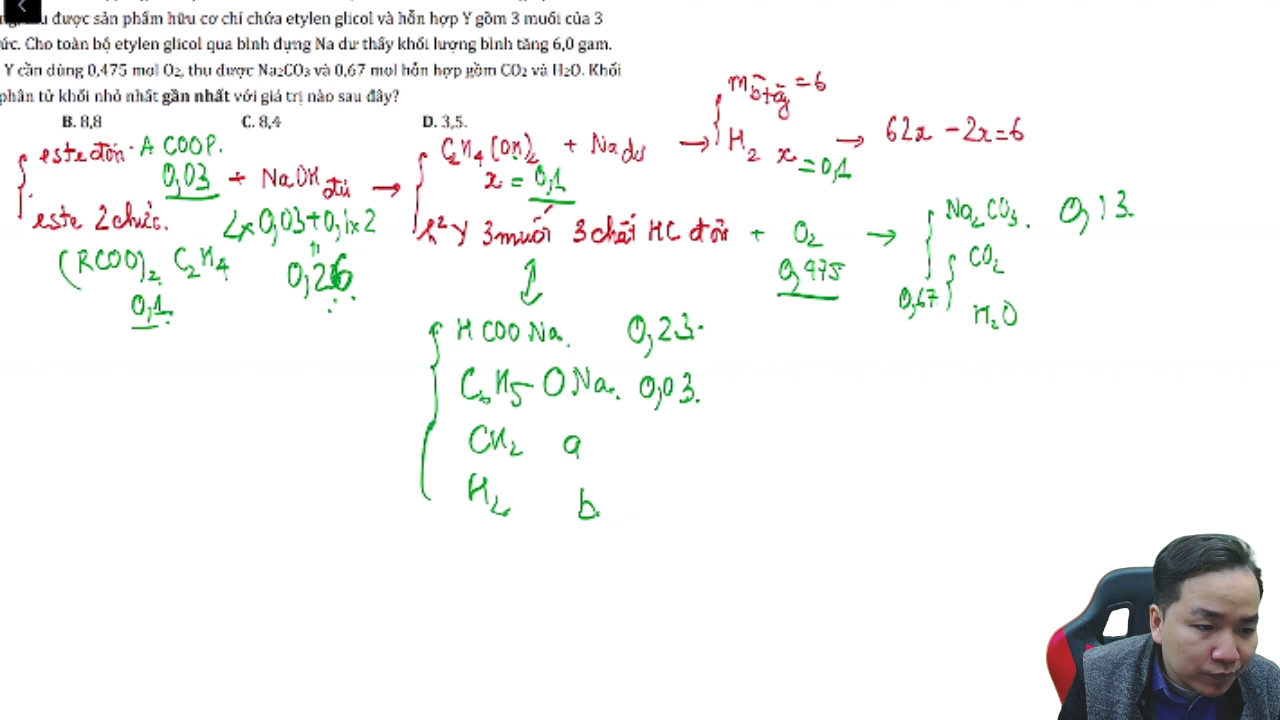 được sản phẩm hữu cơ chỉ chứa etylen glicol và hỗn hợp Y gồm 3 muối của 3
ức. Cho toàn bộ etylen glicol qua bình đựng Na dư thấy khối lượng bình tăng 6,0 gam.
Y cần dùng 0,475 mol O₂, thu được Na₂CO₃ và 0,67 mol hỗn hợp gồm CO₂ và H₂O. Khối
phân tử khối nhỏ nhất gần nhất với giá trị nào sau đây?
B. 8,8 C. 8,4 D. 3,5.
este đơn. A COOP.
0,03 + NaOH đủ →
este 2 chức. 2x0,03+0,1x2
(RCOO)₂ C₂H₄ 0,26
0,1
C₂H₄(OH)₂ + Na dư → m b tăng = 6
x = 0,1 H₂ x = 0,1 → 62x - 2x = 6
h² Y 3 muối 3 chất HC đơn + O₂ → Na₂CO₃. 0,13
0,475 0,67 CO₂
H₂O
HCOONa. 0,23.
C₆H₅-ONa. 0,03.
CH₂ a
H₂ b.